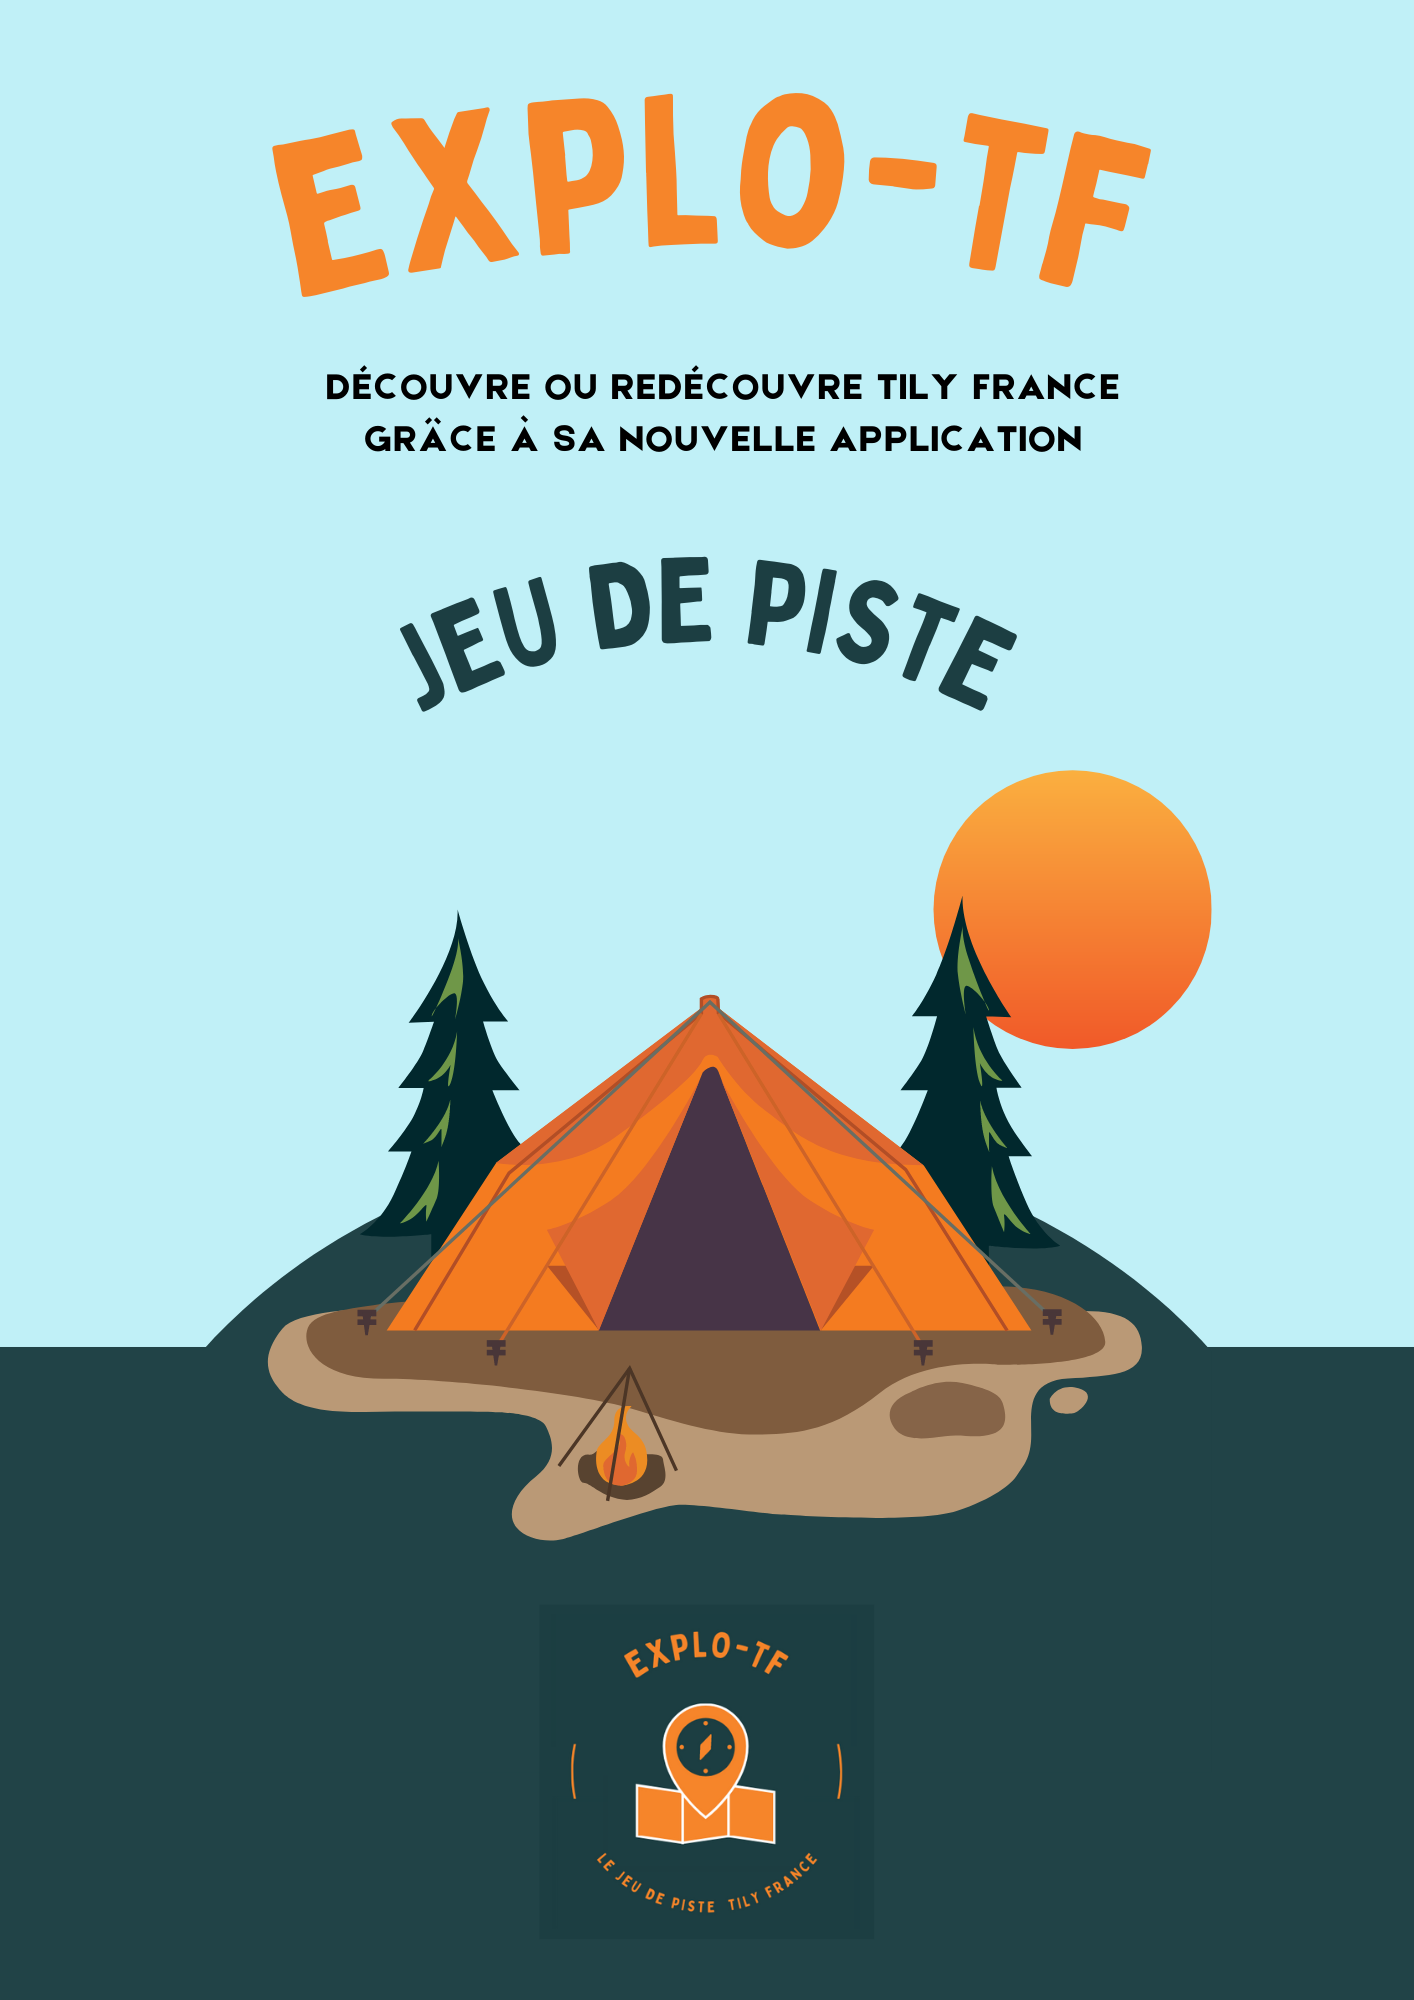 EXPLO-TF
DÉCOUVRE OU REDÉCOUVRE TILY FRANCE
GRÄCE À SA NOUVELLE APPLICATION
JEU DE PISTE
EXPLO-TF
LE JEU DE PISTE TILY FRANCE